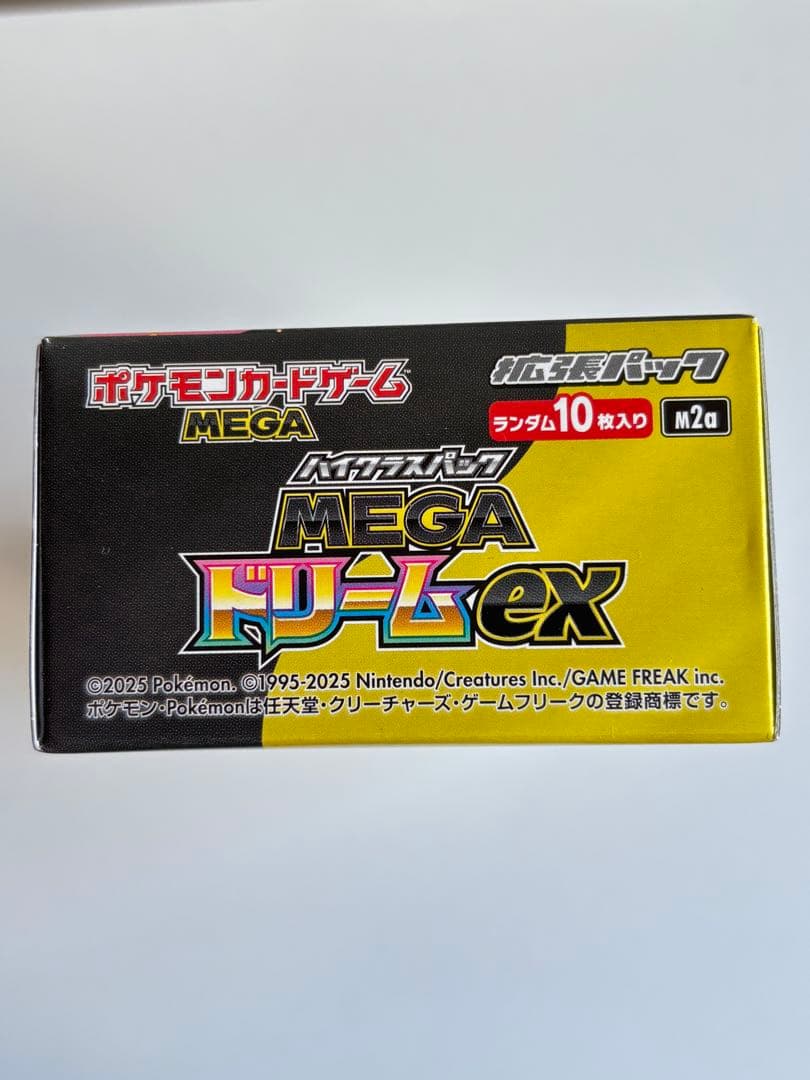 ポケモンカードゲーム™
MEGA
拡張パック
ランダム10枚入り
M2a
ハイクラスパック
MEGA
ドリームex
©2025 Pokémon. ©1995-2025 Nintendo/Creatures Inc./GAME FREAK inc.
ポケモン・Pokémonは任天堂・クリーチャーズ・ゲームフリークの登録商標です。